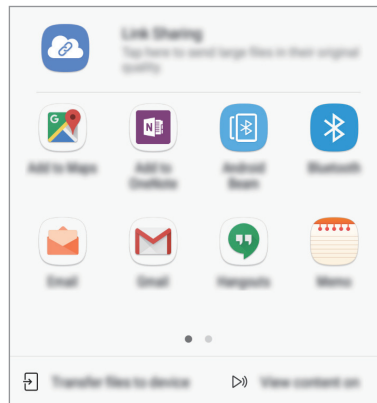 Link Sharing
Tap here to send large files in their original
quality
G
N
Add to Maps Add to Android Bluetooth
OneNote Beam
Email Gmail Hangouts Memo
Transfer files to device View content on